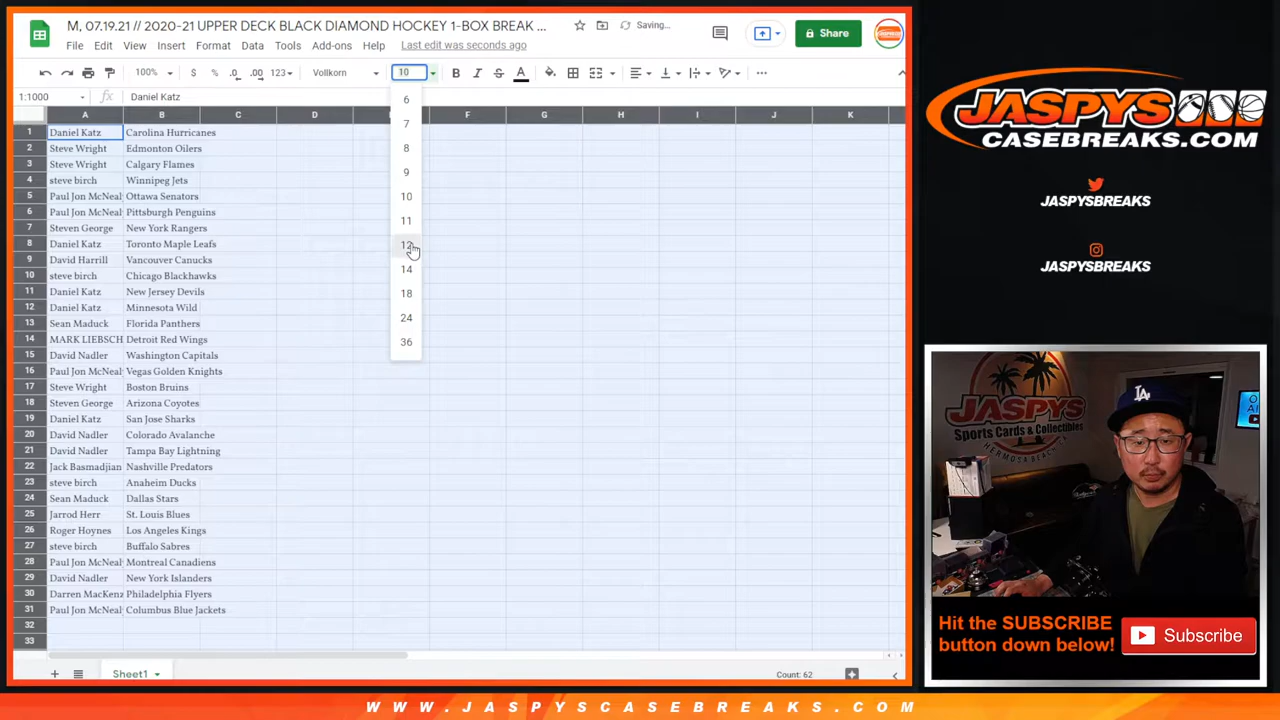 M, 07.19.21 // 2020-21 UPPER DECK BLACK DIAMOND HOCKEY 1-BOX BREAK ...
Saving...
File Edit View Insert Format Data Tools Add-ons Help Last edit was seconds ago
Share
100% $ % .0 .00 123 Vollkorn 10 B I S A
1:1000 fx Daniel Katz
A B C D F G H I J K
1 Daniel Katz Carolina Hurricanes
2 Steve Wright Edmonton Oilers
3 Steve Wright Calgary Flames
4 steve birch Winnipeg Jets
5 Paul Jon McNeal Ottawa Senators
6 Paul Jon McNeal Pittsburgh Penguins
7 Steven George New York Rangers
8 Daniel Katz Toronto Maple Leafs
9 David Harrill Vancouver Canucks
10 steve birch Chicago Blackhawks
11 Daniel Katz New Jersey Devils
12 Daniel Katz Minnesota Wild
13 Sean Maduck Florida Panthers
14 MARK LIEBSCH Detroit Red Wings
15 David Nadler Washington Capitals
16 Paul Jon McNeal Vegas Golden Knights
17 Steve Wright Boston Bruins
18 Steven George Arizona Coyotes
19 Daniel Katz San Jose Sharks
20 David Nadler Colorado Avalanche
21 David Nadler Tampa Bay Lightning
22 Jack Basmadjian Nashville Predators
23 steve birch Anaheim Ducks
24 Sean Maduck Dallas Stars
25 Jarrod Herr St. Louis Blues
26 Roger Hoynes Los Angeles Kings
27 steve birch Buffalo Sabres
28 Paul Jon McNeal Montreal Canadiens
29 David Nadler New York Islanders
30 Darren MacKenz Philadelphia Flyers
31 Paul Jon McNeal Columbus Blue Jackets
32
33
6
7
8
9
10
11
12
14
18
24
36
Sheet1
Count: 62
JASPYS
CASEBREAKS.COM
JASPYSBREAKS
JASPYSBREAKS
JASPYS
Sports Cards & Collectibles
HERMOSA BEACH
LA
Hit the SUBSCRIBE
button down below!
Subscribe
WWW.JASPYSCASEBREAKS.COM